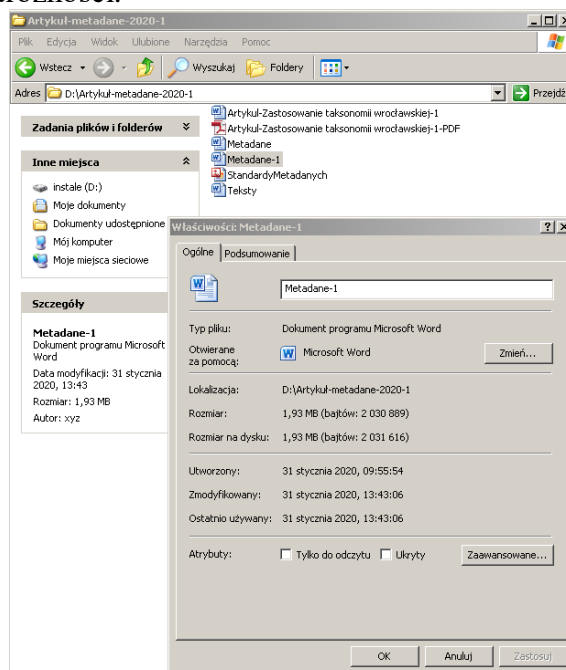 Artykuł-metadane-2020-1
Plik Edycja Widok Ulubione Narzędzia Pomoc
Wstecz Wyszukaj Foldery
Adres D:\Artykuł-metadane-2020-1 Przejdź
Zadania plików i folderów
Inne miejsca
instale (D:)
Moje dokumenty
Dokumenty udostępnione
Mój komputer
Moje miejsca sieciowe
Szczegóły
Metadane-1
Dokument programu Microsoft
Word
Data modyfikacji: 31 stycznia
2020, 13:43
Rozmiar: 1,93 MB
Autor: xyz
Artykul-Zastosowanie taksonomii wrocławskiej-1
Artykul-Zastosowanie taksonomii wrocławskiej-1-PDF
Metadane
Metadane-1
StandardyMetadanych
Teksty
Właściwości: Metadane-1
Ogólne Podsumowanie
Metadane-1
Typ pliku: Dokument programu Microsoft Word
Otwierane
za pomocą: Microsoft Word Zmień...
Lokalizacja: D:\Artykuł-metadane-2020-1
Rozmiar: 1,93 MB (bajtów: 2 030 889)
Rozmiar na dysku: 1,93 MB (bajtów: 2 031 616)
Utworzony: 31 stycznia 2020, 09:55:54
Zmodyfikowany: 31 stycznia 2020, 13:43:06
Ostatnio używany: 31 stycznia 2020, 13:43:06
Atrybuty: Tylko do odczytu Ukryty Zaawansowane...
OK Anuluj Zastosuj